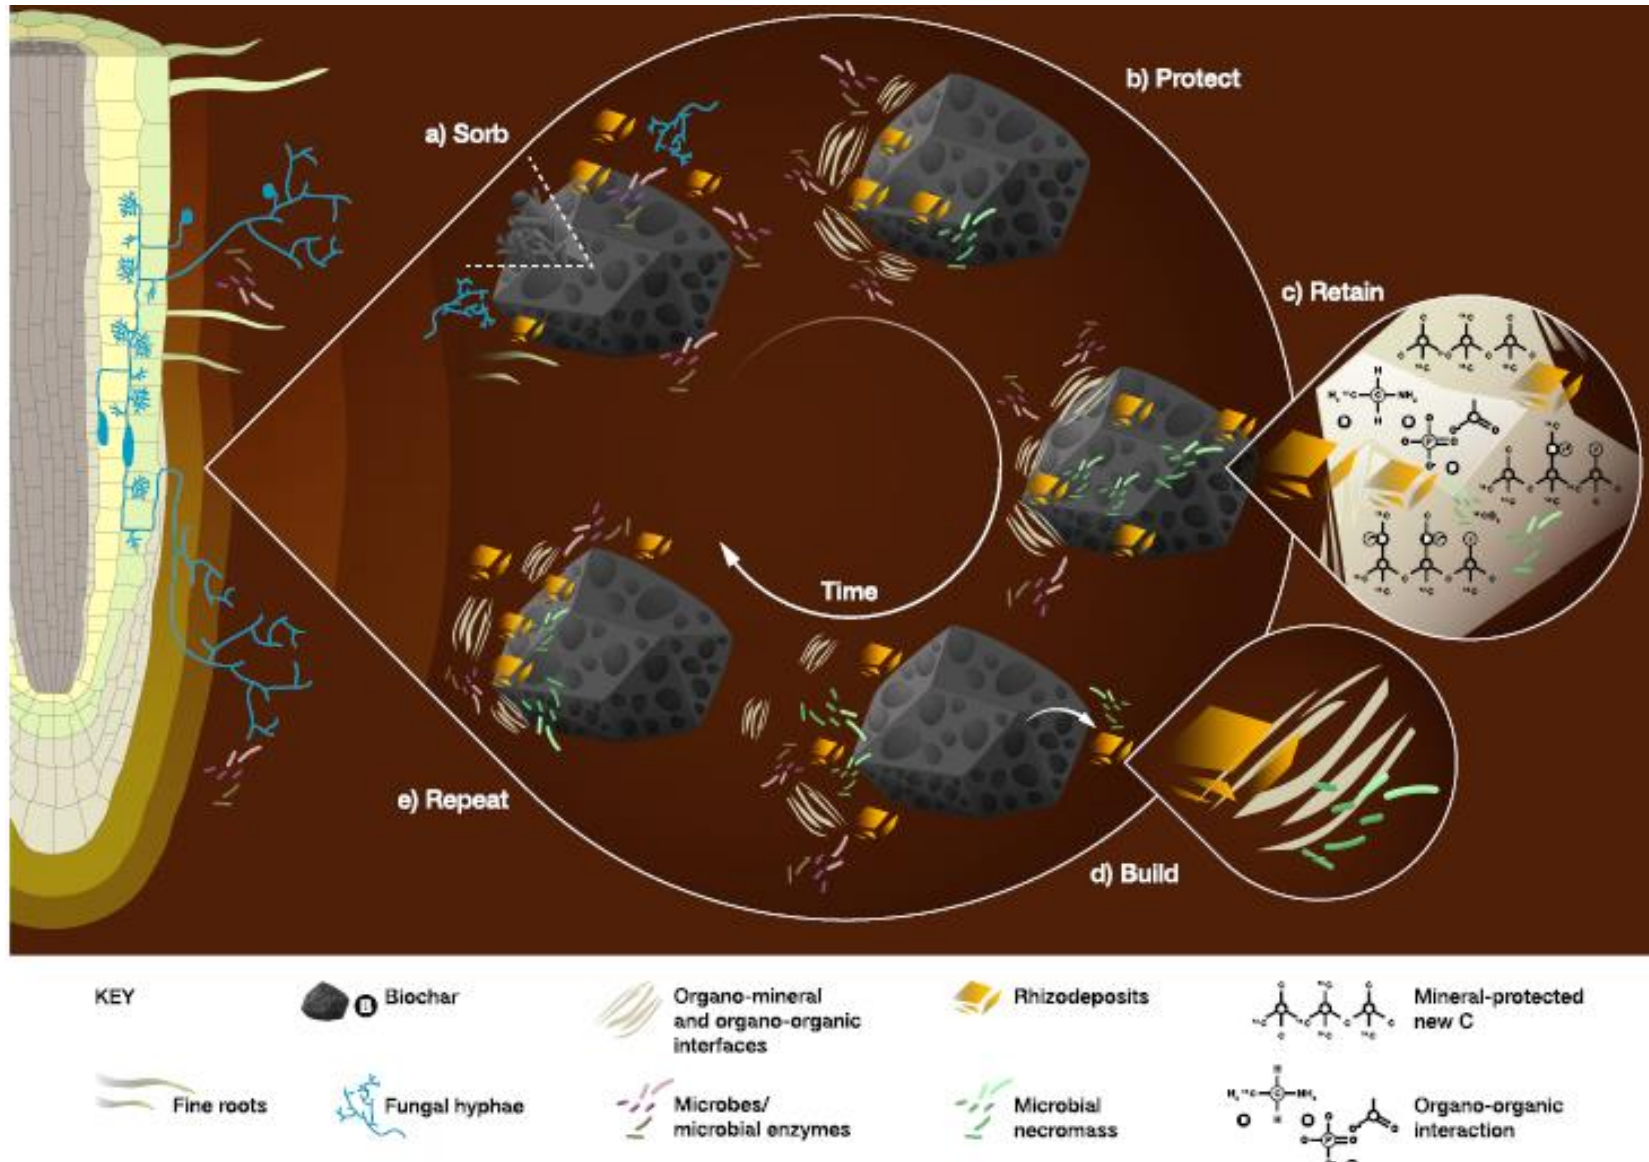 a) Sorb
b) Protect
c) Retain
d) Build
e) Repeat
Time
KEY
B Biochar
Organo-mineral
and organo-organic
interfaces
Rhizodeposits
Mineral-protected
new C
Fine roots
Fungal hyphae
Microbes/
microbial enzymes
Microbial
necromass
Organo-organic
interaction